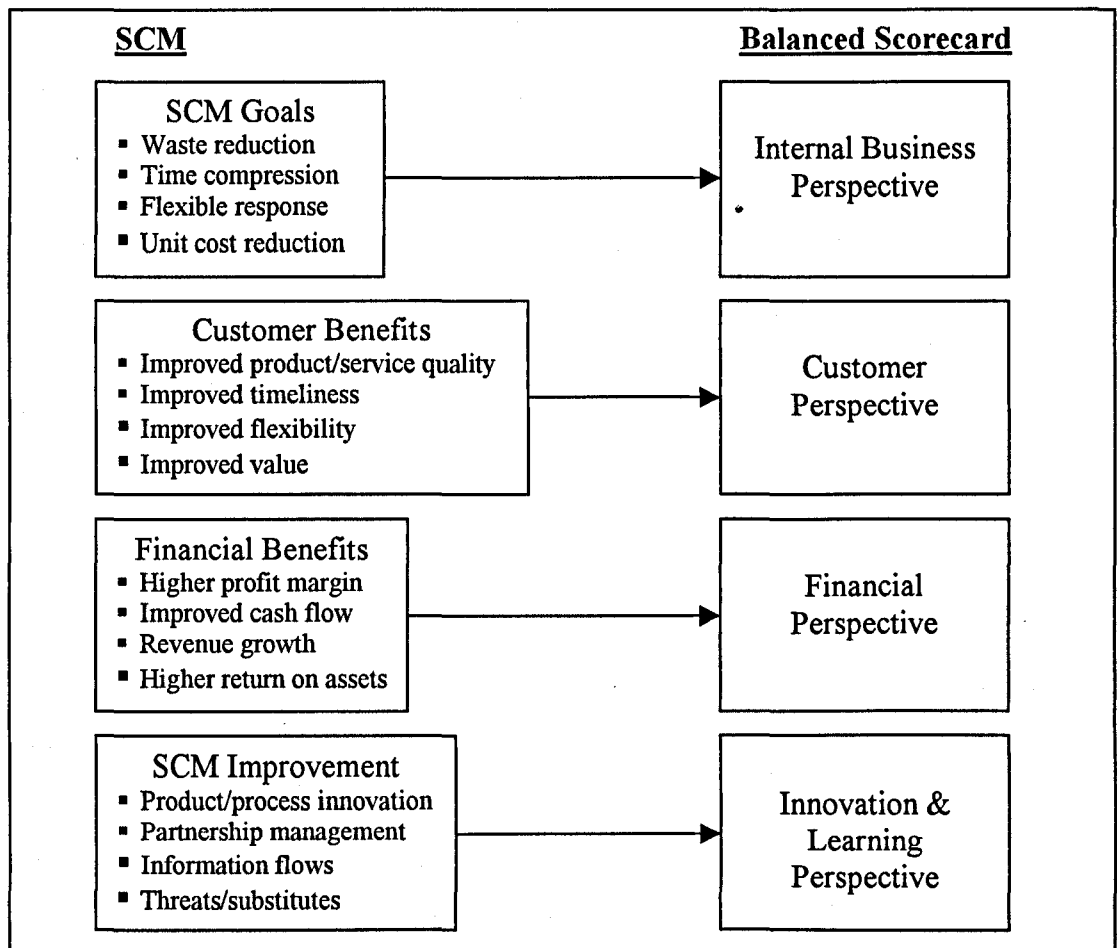 SCM
Balanced Scorecard
SCM Goals
▪ Waste reduction
▪ Time compression
▪ Flexible response
▪ Unit cost reduction
Internal Business
Perspective
Customer Benefits
▪ Improved product/service quality
▪ Improved timeliness
▪ Improved flexibility
▪ Improved value
Customer
Perspective
Financial Benefits
▪ Higher profit margin
▪ Improved cash flow
▪ Revenue growth
▪ Higher return on assets
Financial
Perspective
SCM Improvement
▪ Product/process innovation
▪ Partnership management
▪ Information flows
▪ Threats/substitutes
Innovation &
Learning
Perspective